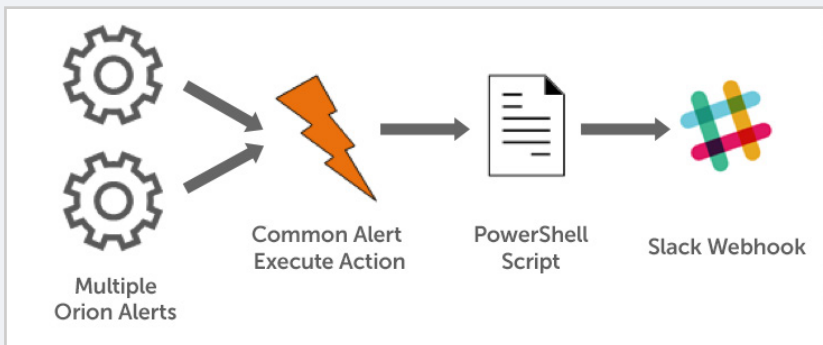 Multiple
Orion Alerts
Common Alert
Execute Action
PowerShell
Script
Slack Webhook